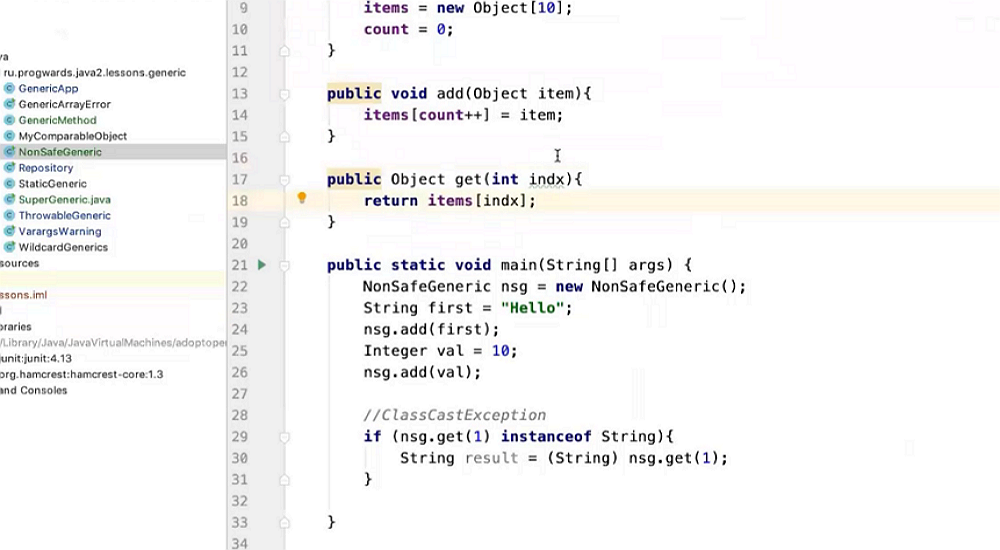 va
ru.progwards.java2.lessons.generic
GenericApp
GenericArrayError
GenericMethod
MyComparableObject
NonSafeGeneric
Repository
StaticGeneric
SuperGeneric.java
ThrowableGeneric
VarargsWarning
WildcardGenerics
sources
ssons.iml
braries
/Library/Java/JavaVirtualMachines/adoptope
junit:junit:4.13
org.hamcrest:hamcrest-core:1.3
and Consoles
9 items = new Object[10];
10 count = 0;
11 }
12
13 public void add(Object item){
14 items[count++] = item;
15 }
16
17 public Object get(int indx){
18 return items[indx];
19 }
20
21 public static void main(String[] args) {
22 NonSafeGeneric nsg = new NonSafeGeneric();
23 String first = "Hello";
24 nsg.add(first);
25 Integer val = 10;
26 nsg.add(val);
27
28 //ClassCastException
29 if (nsg.get(1) instanceof String){
30 String result = (String) nsg.get(1);
31 }
32
33 }
34